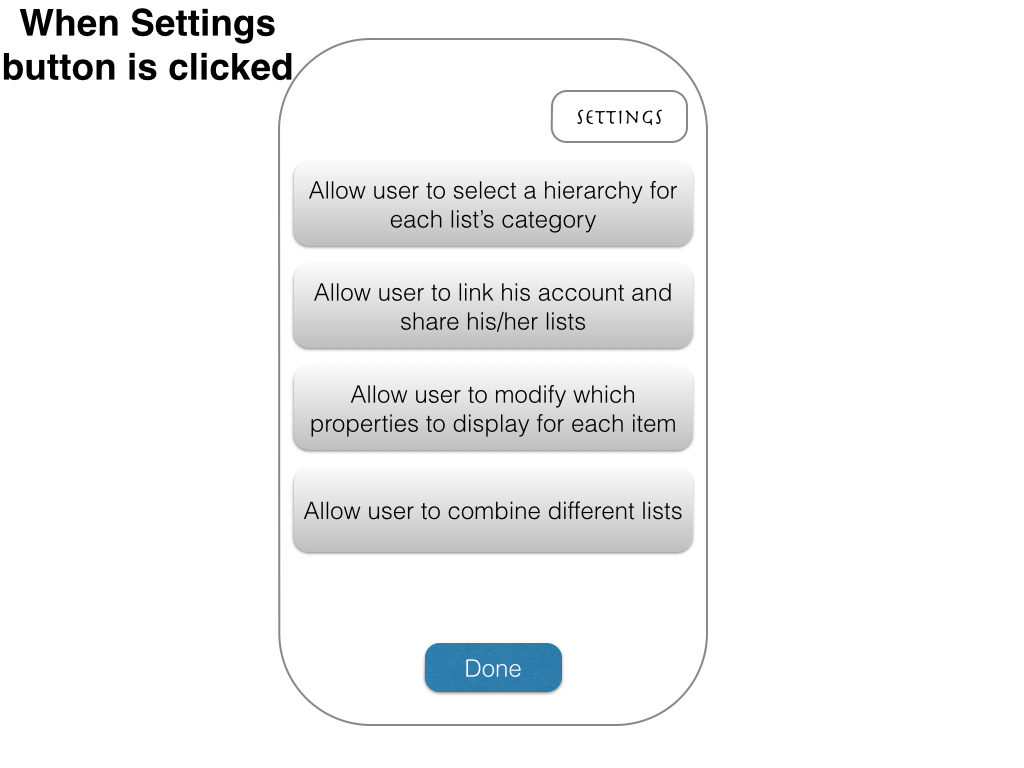 When Settings
button is clicked
SETTINGS
Allow user to select a hierarchy for
each list’s category
Allow user to link his account and
share his/her lists
Allow user to modify which
properties to display for each item
Allow user to combine different lists
Done